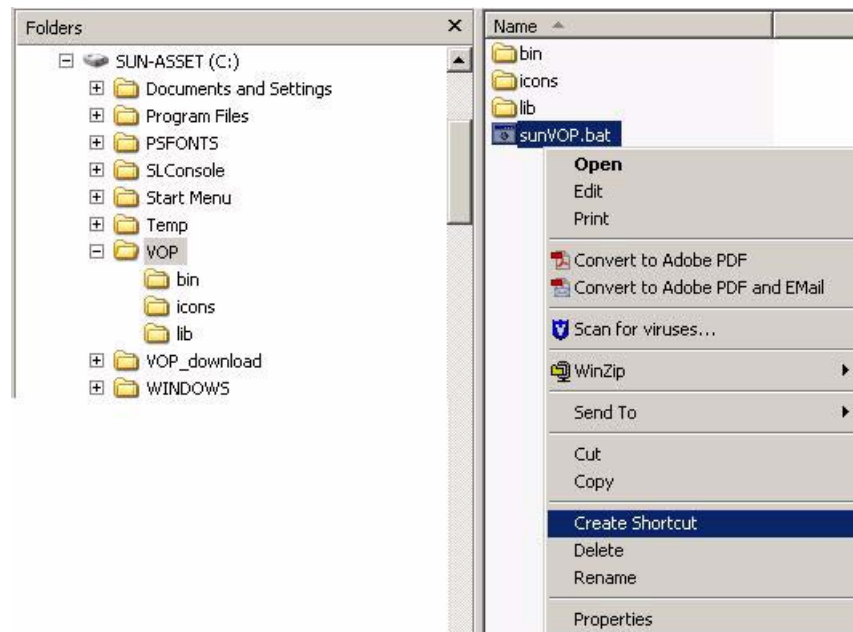 Folders
SUN-ASSET (C:)
Documents and Settings
Program Files
PSFONTS
SLConsole
Start Menu
Temp
VOP
bin
icons
lib
VOP_download
WINDOWS
Name
bin
icons
lib
sunVOP.bat
Open
Edit
Print
Convert to Adobe PDF
Convert to Adobe PDF and EMail
Scan for viruses...
WinZip
Send To
Cut
Copy
Create Shortcut
Delete
Rename
Properties